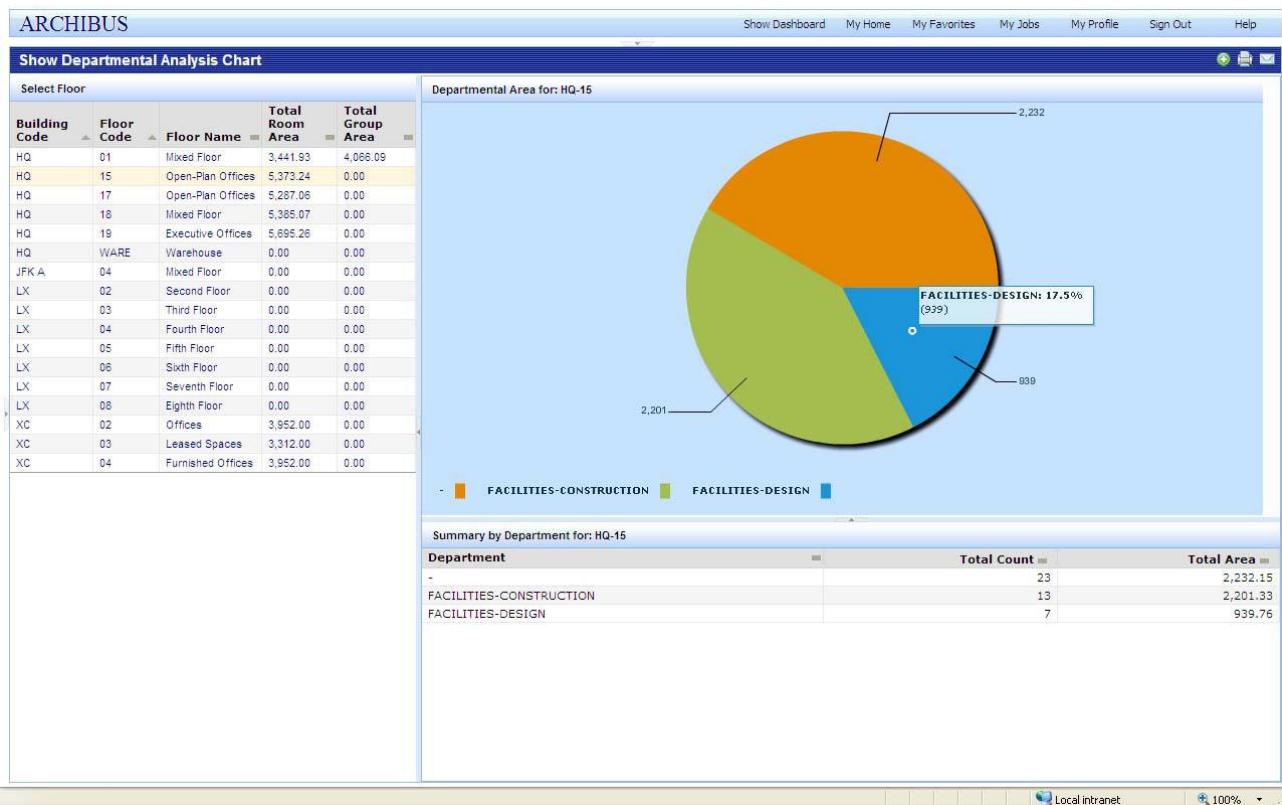 ARCHIBUS
Show Dashboard My Home My Favorites My Jobs My Profile Sign Out Help
Show Departmental Analysis Chart
Select Floor
Building Code Floor Code Floor Name Total Room Area Total Group Area
HQ 01 Mixed Floor 3,441.93 4,066.09
HQ 15 Open-Plan Offices 5,373.24 0.00
HQ 17 Open-Plan Offices 5,287.06 0.00
HQ 18 Mixed Floor 5,385.07 0.00
HQ 19 Executive Offices 5,695.26 0.00
HQ WARE Warehouse 0.00 0.00
JFK A 04 Mixed Floor 0.00 0.00
LX 02 Second Floor 0.00 0.00
LX 03 Third Floor 0.00 0.00
LX 04 Fourth Floor 0.00 0.00
LX 05 Fifth Floor 0.00 0.00
LX 06 Sixth Floor 0.00 0.00
LX 07 Seventh Floor 0.00 0.00
LX 08 Eighth Floor 0.00 0.00
XC 02 Offices 3,952.00 0.00
XC 03 Leased Spaces 3,312.00 0.00
XC 04 Furnished Offices 3,952.00 0.00
Departmental Area for: HQ-15
2,232
FACILITIES-DESIGN: 17.5%
(939)
939
2,201
- FACILITIES-CONSTRUCTION FACILITIES-DESIGN
Summary by Department for: HQ-15
Department Total Count Total Area
- 23 2,232.15
FACILITIES-CONSTRUCTION 13 2,201.33
FACILITIES-DESIGN 7 939.76
Local intranet 100%